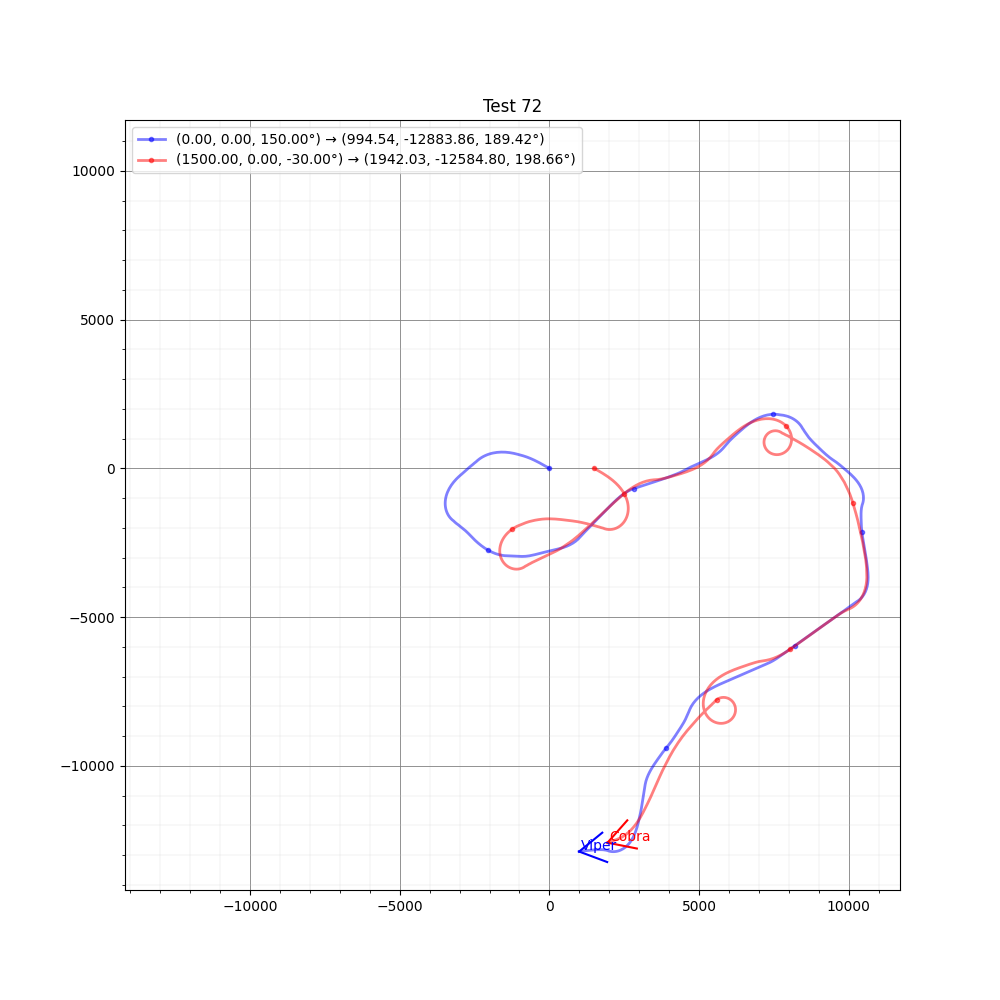 Test 72
(0.00, 0.00, 150.00°) → (994.54, -12883.86, 189.42°)
(1500.00, 0.00, -30.00°) → (1942.03, -12584.80, 198.66°)
10000
5000
0
−5000
−10000
Cobra
Viper
−10000 −5000 0 5000 10000